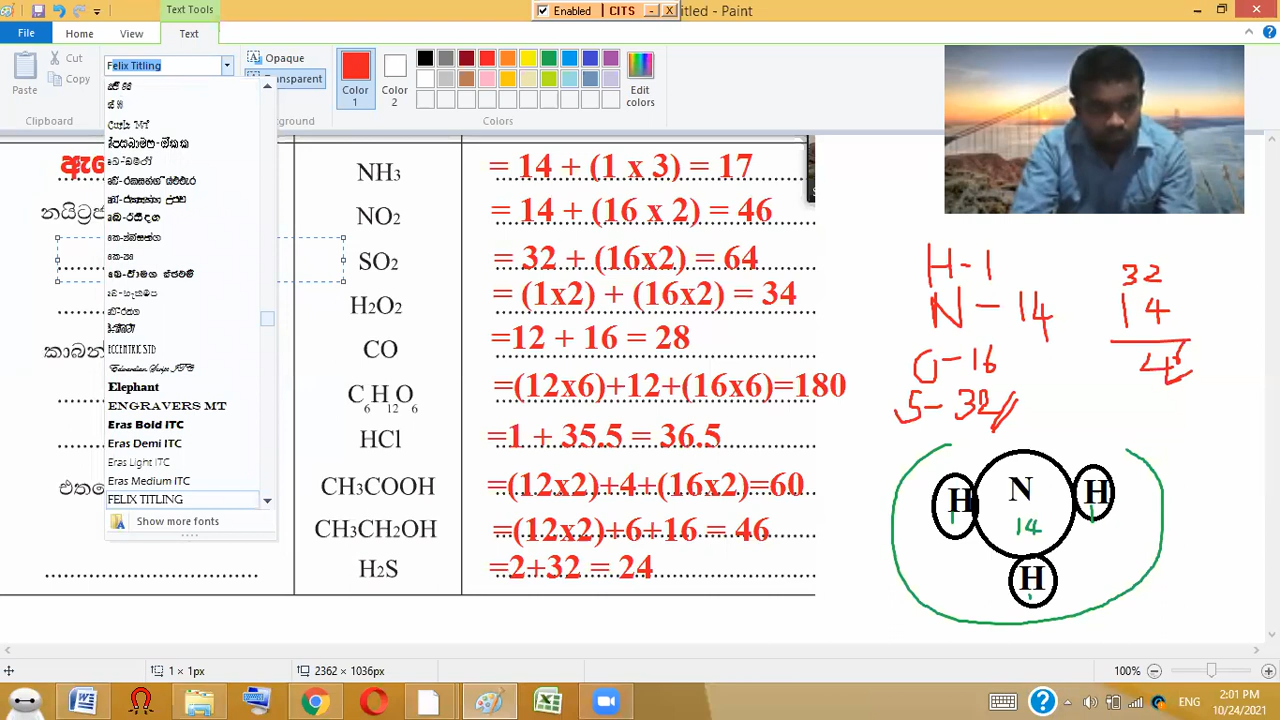 Text Tools
Enabled | CITS
ntitled - Paint
File
Home
View
Text
Paste
Cut
Copy
Clipboard
Felix Titling
Elephant
ENGRAVERS MT
Eras Bold ITC
Eras Demi ITC
Eras Light ITC
Eras Medium ITC
FELIX TITLING
Show more fonts
Opaque
Transparent
ground
Color
1
Color
2
Edit
colors
Colors
NH3 = 14 + (1 x 3) = 17
NO2 = 14 + (16 x 2) = 46
SO2 = 32 + (16x2) = 64
H2O2 = (1x2) + (16x2) = 34
CO =12 + 16 = 28
C6H12O6 =(12x6)+12+(16x6)=180
HCl =1 + 35.5 = 36.5
CH3COOH =(12x2)+4+(16x2)=60
CH3CH2OH =(12x2)+6+16 = 46
H2S =2+32 = 24
H-1
N-14
O-16
S-32
32
14
46
H N H
14
H
1 × 1px
2362 × 1036px
100%
ENG
2:01 PM
10/24/2021